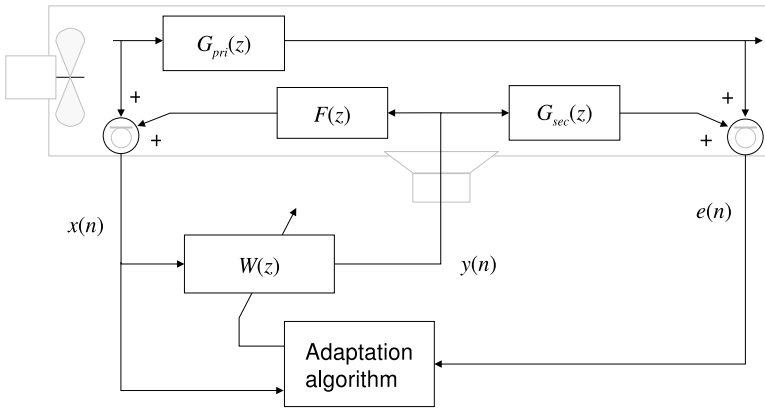 G_pri(z)
+
+
F(z)
G_sec(z)
+
+
x(n)
e(n)
W(z)
y(n)
Adaptation
algorithm